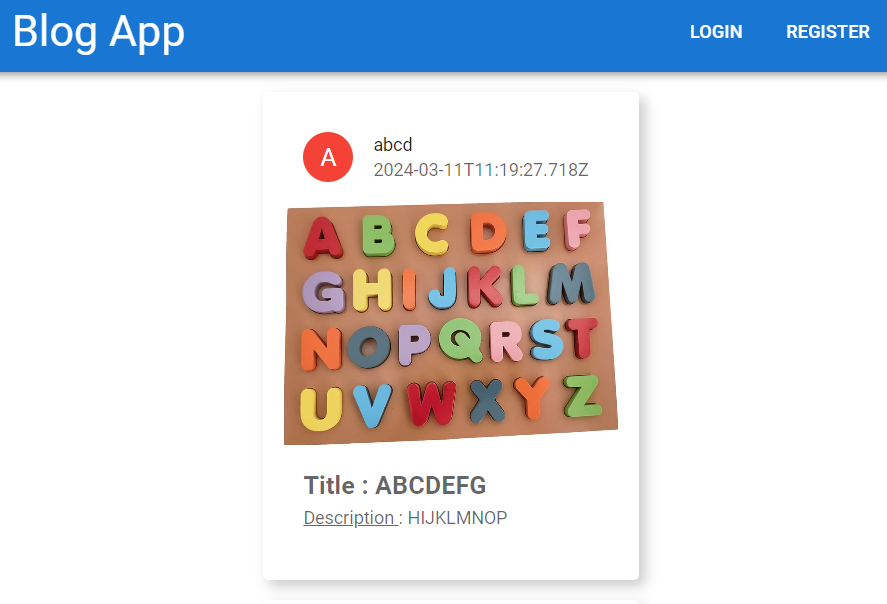 Blog App
LOGIN REGISTER
A
abcd
2024-03-11T11:19:27.718Z
A B C D E F
G H I J K L M
N O P Q R S T
U V W X Y Z
Title : ABCDEFG
Description : HIJKLMNOP